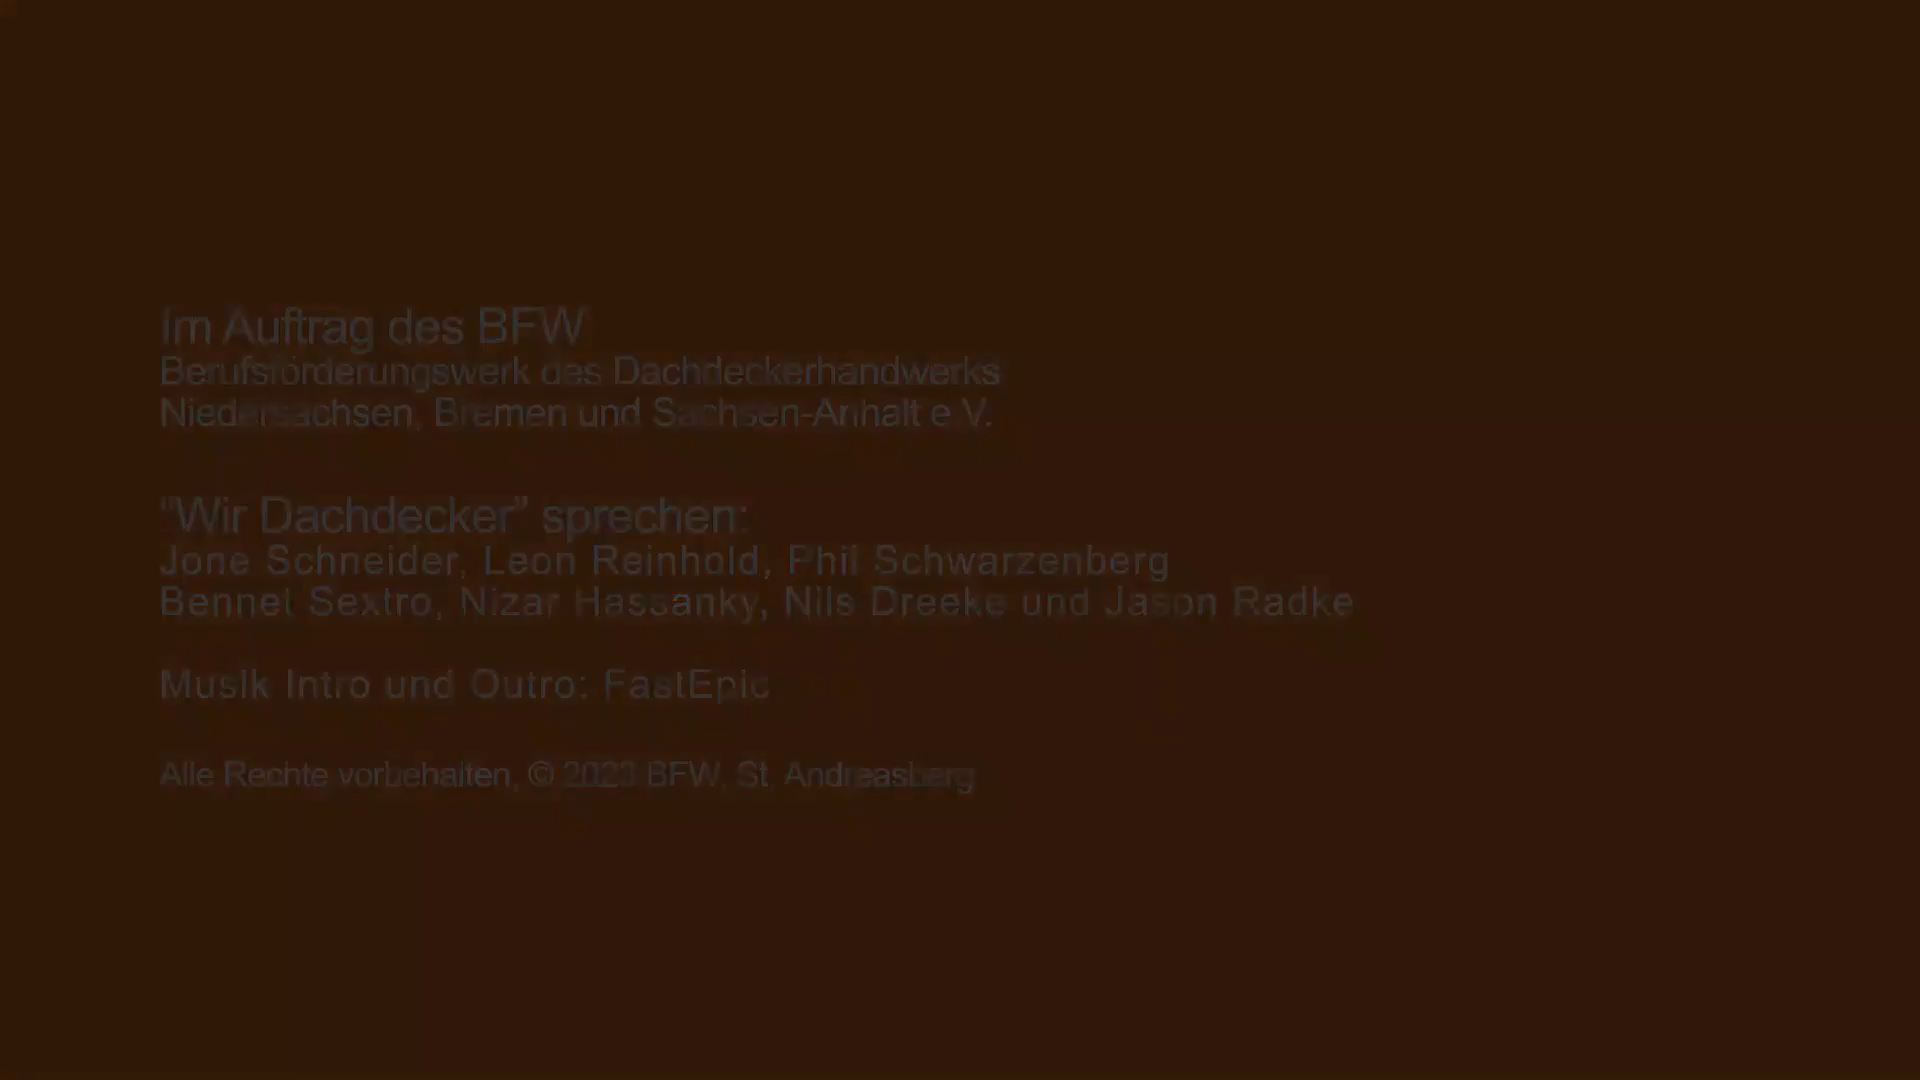 Im Auftrag des BFW
Berufsförderungswerk des Dachdeckerhandwerks
Niedersachsen, Bremen und Sachsen-Anhalt e.V.
"Wir Dachdecker" sprechen:
Jone Schneider, Leon Reinhold, Phil Schwarzenberg
Bennet Sextro, Nizar Hassanky, Nils Dreeke und Jason Radke
Musik Intro und Outro: FastEpic
Alle Rechte vorbehalten, © 2023 BFW, St. Andreasberg